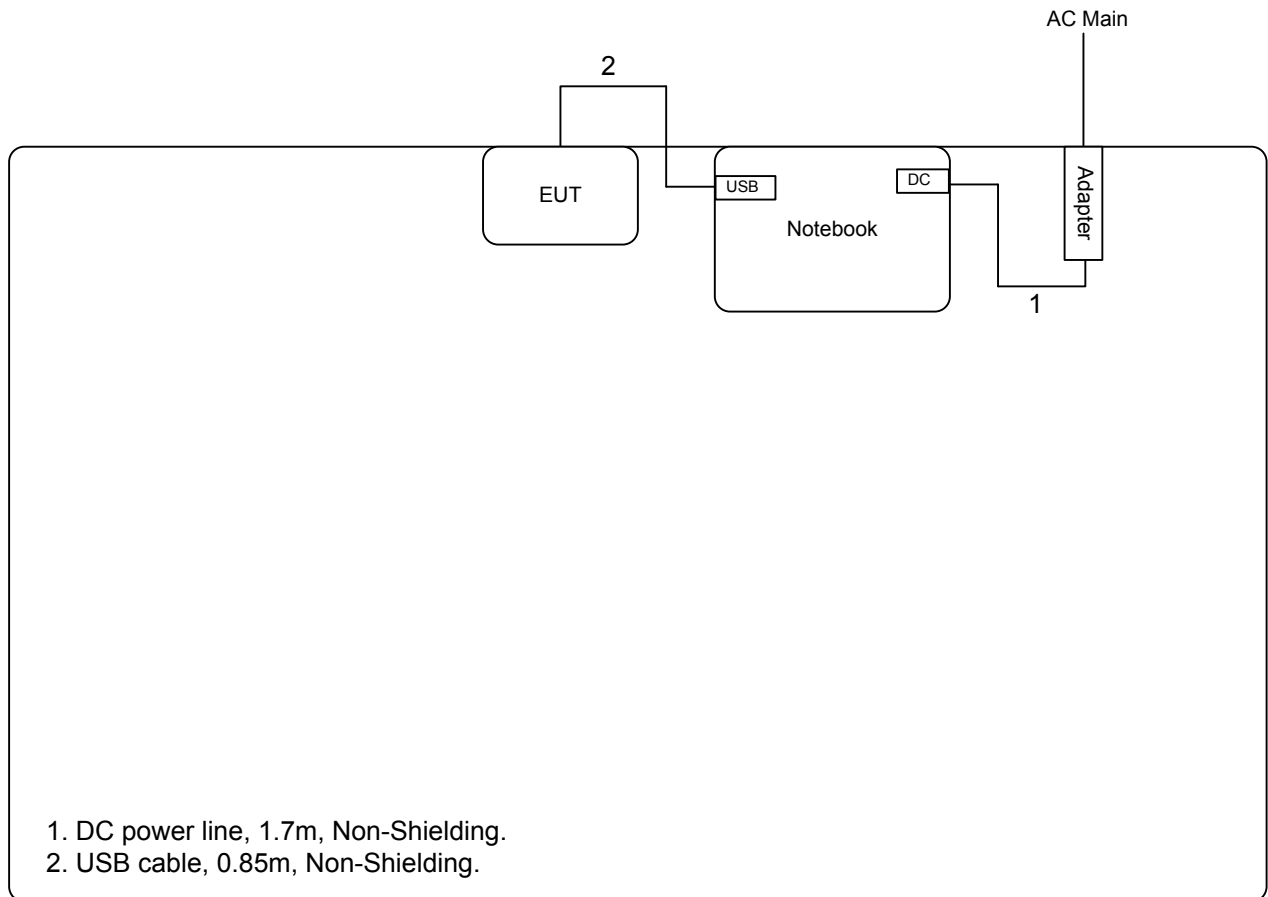 AC Main
2
EUT
USB
DC
Adapter
Notebook
1
1. DC power line, 1.7m, Non-Shielding.
2. USB cable, 0.85m, Non-Shielding.